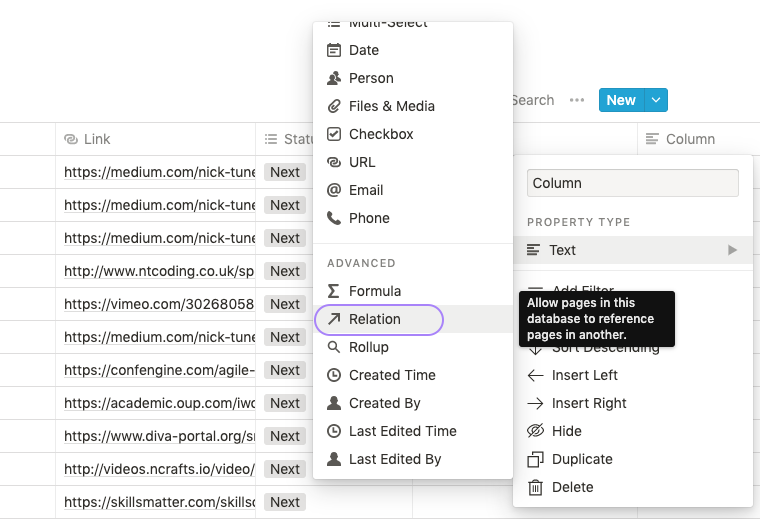 Multi-Select
Date
Person
Files & Media
Checkbox
URL
Email
Phone
ADVANCED
Formula
Relation
Rollup
Created Time
Created By
Last Edited Time
Last Edited By
Search
New
Link
Statu
Column
https://medium.com/nick-tune
Next
https://medium.com/nick-tune
Next
https://medium.com/nick-tune
Next
http://www.ntcoding.co.uk/sp
Next
https://vimeo.com/30268058
Next
https://medium.com/nick-tune
Next
https://confengine.com/agile-
Next
https://academic.oup.com/iwc
Next
https://www.diva-portal.org/sm
Next
http://videos.ncrafts.io/video/
Next
https://skillsmatter.com/skillsc
Next
Column
PROPERTY TYPE
Text
Add Filter
Allow pages in this
database to reference
pages in another.
Sort Descending
Insert Left
Insert Right
Hide
Duplicate
Delete